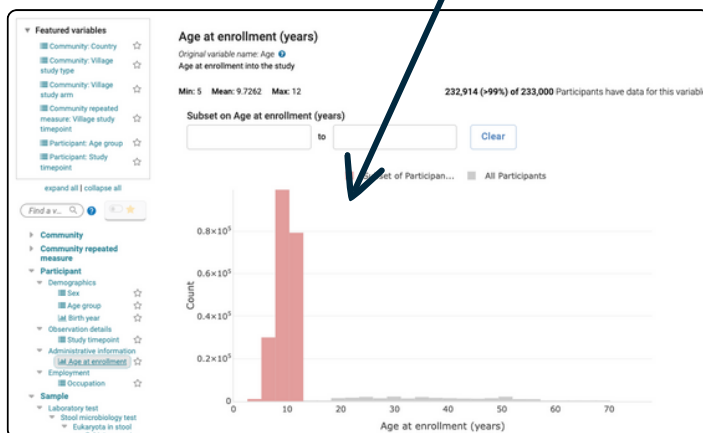 Featured variables
Community: Country
Community: Village
study type
Community: Village
study arm
Community repeated
measure: Village study
timepoint
Participant: Age group
Participant: Study
timepoint
expand all | collapse all
Find a v...
Community
Community repeated
measure
Participant
Demographics
Sex
Age group
Birth year
Observation details
Study timepoint
Administrative information
Age at enrollment
Employment
Occupation
Sample
Laboratory test
Stool microbiology test
Eukaryota in stool
Age at enrollment (years)
Original variable name: Age
Age at enrollment into the study
Min: 5 Mean: 9.7262 Max: 12
232,914 (>99%) of 233,000 Participants have data for this variable
Subset on Age at enrollment (years)
to
Clear
of Participan...
All Participants
0.8×10⁵
0.6×10⁵
0.4×10⁵
0.2×10⁵
0
Count
0 10 20 30 40 50 60 70
Age at enrollment (years)